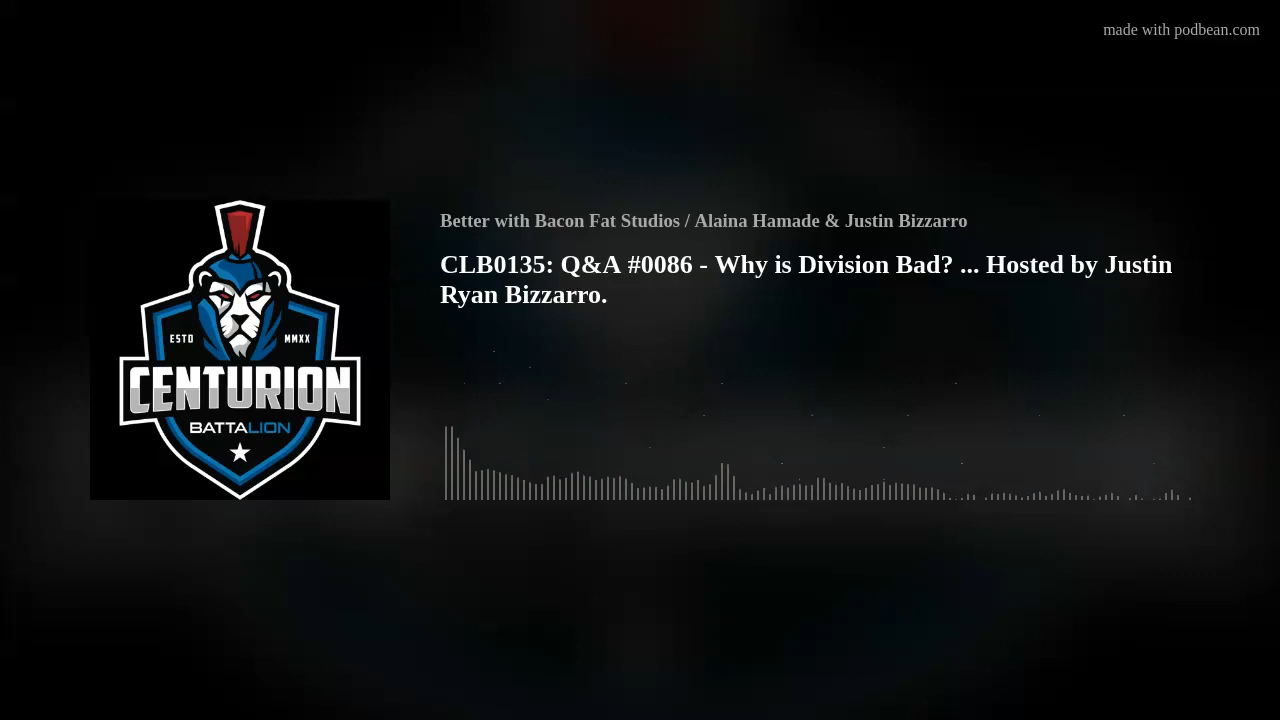 made with podbean.com
Better with Bacon Fat Studios / Alaina Hamade & Justin Bizzarro
CLB0135: Q&A #0086 - Why is Division Bad? ... Hosted by Justin
Ryan Bizzarro.
ESTD MMXX
CENTURION
BATTALION